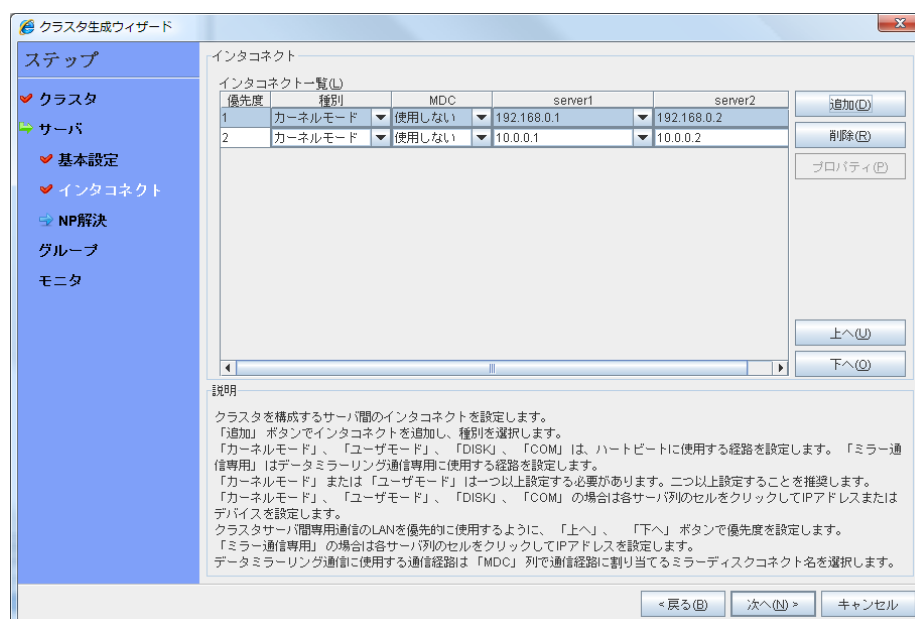 クラスタ生成ウィザード
ステップ
クラスタ
サーバ
基本設定
インタコネクト
NP解決
グループ
モニタ
インタコネクト
インタコネクト一覧(L)
優先度 種別 MDC server1 server2
1 カーネルモード 使用しない 192.168.0.1 192.168.0.2
2 カーネルモード 使用しない 10.0.0.1 10.0.0.2
追加(D)
削除(R)
プロパティ(P)
上へ(U)
下へ(O)
説明
クラスタを構成するサーバ間のインタコネクトを設定します。
「追加」 ボタンでインタコネクトを追加し、種別を選択します。
「カーネルモード」、「ユーザモード」、「DISK」、「COM」は、ハートビートに使用する経路を設定します。「ミラー通
信専用」はデータミラーリング通信専用に使用する経路を設定します。
「カーネルモード」 または 「ユーザモード」 は一つ以上設定する必要があります。二つ以上設定することを推奨します。
「カーネルモード」、「ユーザモード」、「DISK」、「COM」 の場合は各サーバ列のセルをクリックしてIPアドレスまたは
デバイスを設定します。
クラスタサーバ間専用通信のLANを優先的に使用するように、「上へ」、 「下へ」 ボタンで優先度を設定します。
「ミラー通信専用」 の場合は各サーバ列のセルをクリックしてIPアドレスを設定します。
データミラーリング通信に使用する通信経路は 「MDC」 列で通信経路に割り当てるミラーディスクコネクト名を選択します。
<戻る(B) 次へ(N)> キャンセル